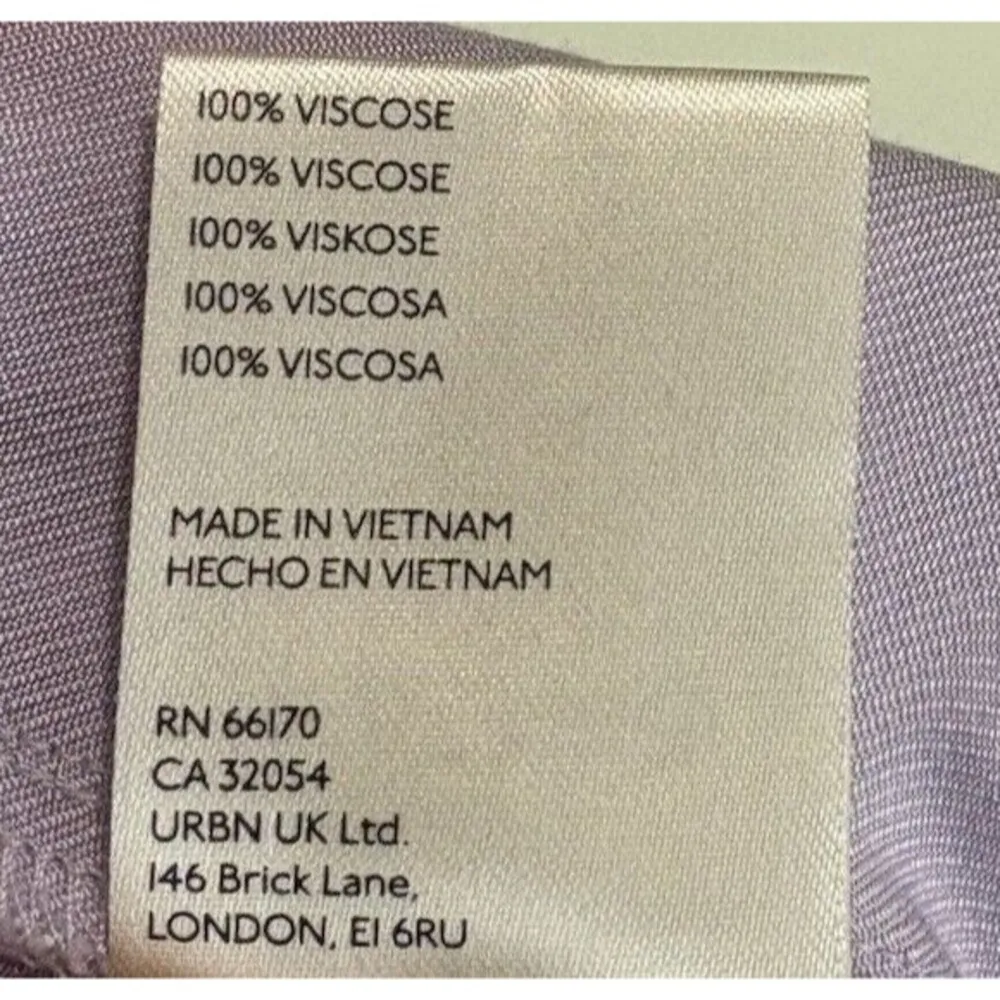 100% VISCOSE
100% VISCOSE
100% VISKOSE
100% VISCOSA
100% VISCOSA
MADE IN VIETNAM
HECHO EN VIETNAM
RN 66170
CA 32054
URBN UK Ltd.
146 Brick Lane,
LONDON, E1 6RU